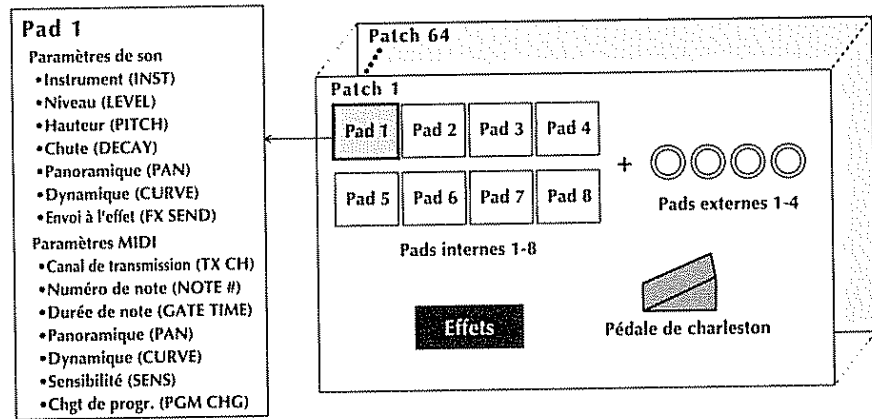 Pad 1
Paramètres de son
•Instrument (INST)
•Niveau (LEVEL)
•Hauteur (PITCH)
•Chute (DECAY)
•Panoramique (PAN)
•Dynamique (CURVE)
•Envoi à l'effet (FX SEND)
Paramètres MIDI
•Canal de transmission (TX CH)
•Numéro de note (NOTE #)
•Durée de note (GATE TIME)
•Panoramique (PAN)
•Dynamique (CURVE)
•Sensibilité (SENS)
•Chgt de progr. (PGM CHG)
Patch 64
Patch 1
Pad 1 Pad 2 Pad 3 Pad 4
Pad 5 Pad 6 Pad 7 Pad 8
Pads internes 1-8
+
Pads externes 1-4
Effets
Pédale de charleston